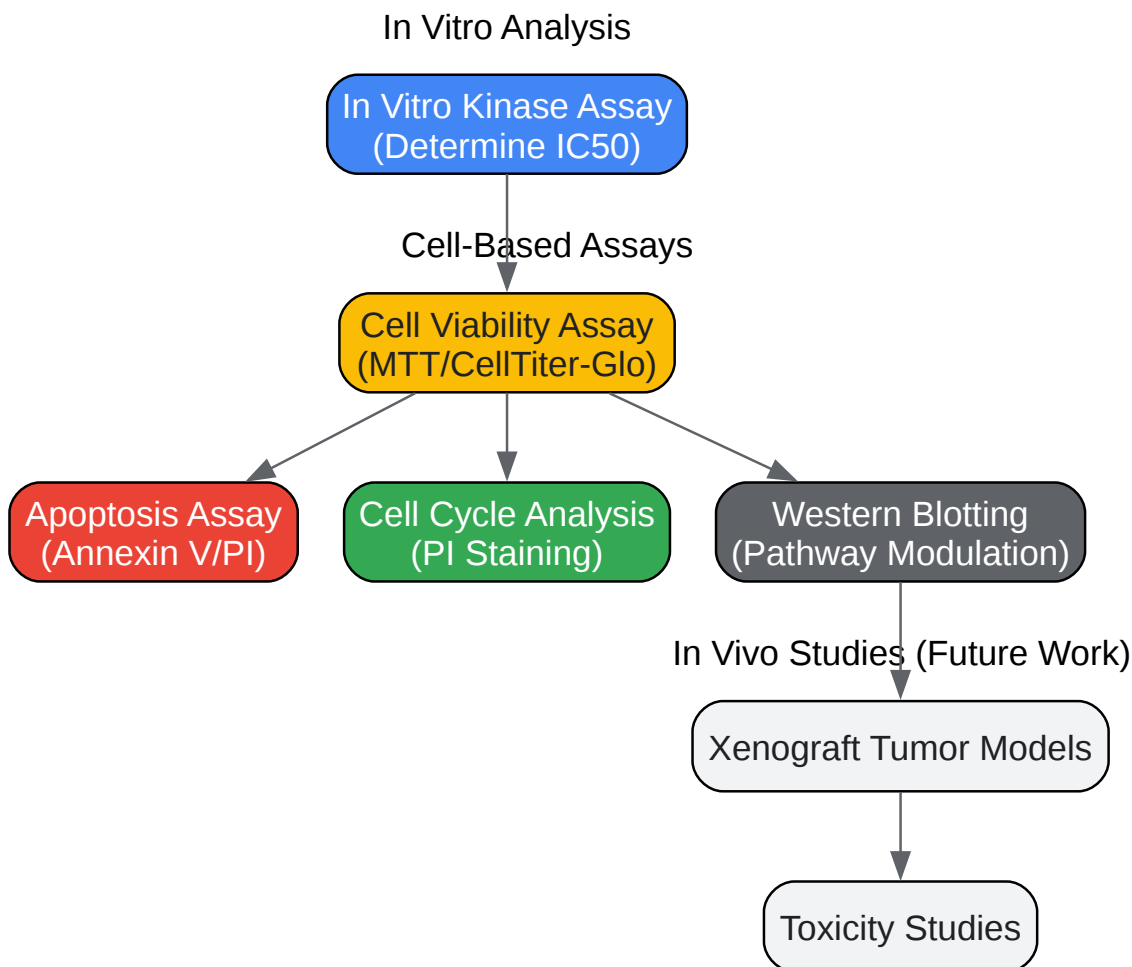 In Vitro Analysis
In Vitro Kinase Assay
(Determine IC50)
Cell-Based Assays
Cell Viability Assay
(MTT/CellTiter-Glo)
Apoptosis Assay
(Annexin V/PI)
Cell Cycle Analysis
(PI Staining)
Western Blotting
(Pathway Modulation)
In Vivo Studies (Future Work)
Xenograft Tumor Models
Toxicity Studies